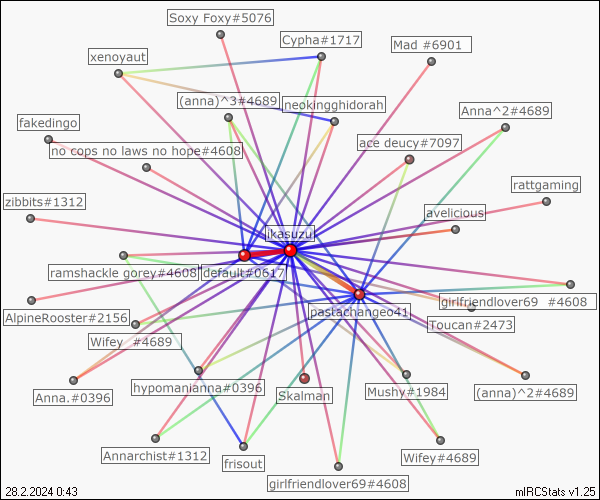 Soxy Foxy#5076
Cypha#1717
Mad #6901
xenoyaut
(anna)^3#4689
neokingghidorah
Anna^2#4689
fakedingo
no cops no laws no hope#4608
ace deucy#7097
rattgaming
zibbits#1312
avelicious
ikasuzu
ramshackle gorey#4608
default#0617
girlfriendlover69 #4608
pastachangeo41
AlpineRooster#2156
Toucan#2473
Wifey #4689
Anna.#0396
hypomanianna#0396
Skalman
Mushy#1984
(anna)^2#4689
Annarchist#1312
frisout
Wifey#4689
girlfriendlover69#4608
28.2.2024 0:43
mIRCStats v1.25